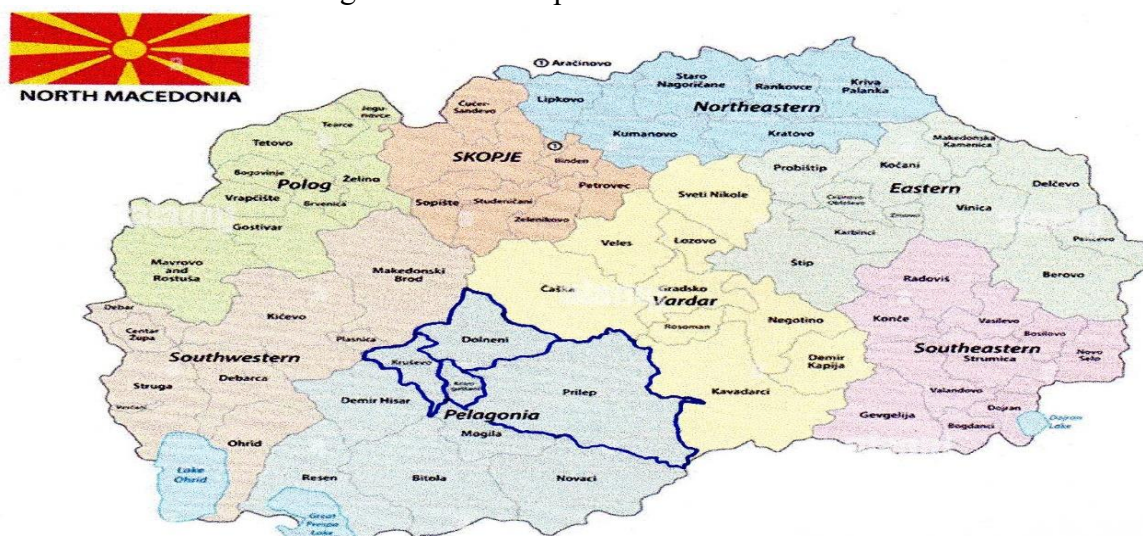 NORTH MACEDONIA
① Aračinovo
Lipkovo
Staro
Nagoričane
Rankovce
Kriva
Palanka
Northeastern
Kumanovo
Kratovo
Čučer-
Sandevo
SKOPJE
①
Ilinden
Petrovec
Sopište
Studeničani
Zelenikovo
Jegu-
novce
Tearce
Tetovo
Bogovinje
Polog
Želino
Vrapčište
Brvenica
Gostivar
Mavrovo
and
Rostuša
Makedonska
Kamenica
Probištip
Kočani
Delčevo
Eastern
Vinica
Karbinci
Štip
Berovo
Sveti Nikole
Veles
Lozovo
Čaška
Gradsko
Vardar
Rosoman
Negotino
Demir
Kapija
Kavadarci
Radoviš
Konče
Vasilevo
Bosilovo
Southeastern
Strumica
Novo
Selo
Valandovo
Gevgelija
Dojran
Bogdanci
Dojran
Lake
Makedonski
Brod
Debar
Centar
Župa
Kičevo
Plasnica
Southwestern
Struga
Debarca
Ohrid
Lake
Ohrid
Dolneni
Kruševo
Prilep
Demir Hisar
Pelagonia
Mogila
Resen
Bitola
Novaci
Great
Prespa
Lake